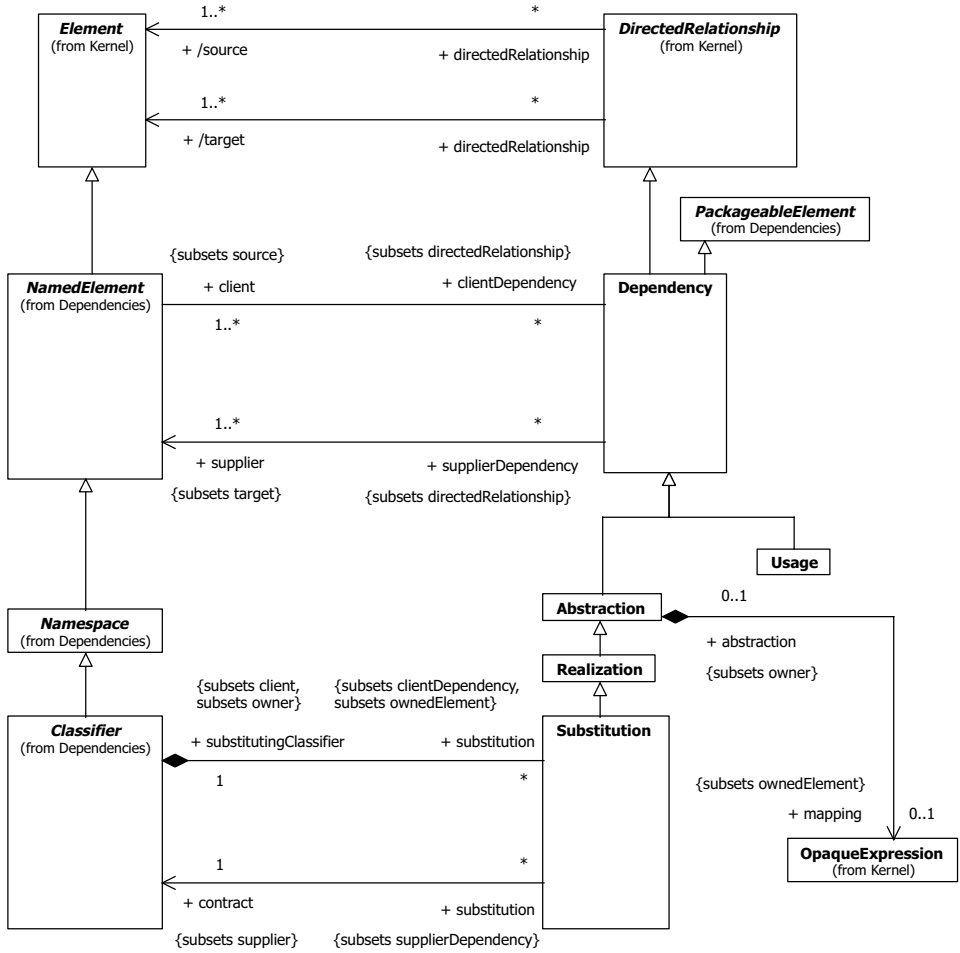 Element
(from Kernel)
1..*
*
DirectedRelationship
(from Kernel)
+ /source
+ directedRelationship
1..*
*
+ /target
+ directedRelationship
PackageableElement
(from Dependencies)
{subsets source}
{subsets directedRelationship}
NamedElement
(from Dependencies)
+ client
+ clientDependency
Dependency
1..*
*
1..*
*
+ supplier
+ supplierDependency
{subsets target}
{subsets directedRelationship}
Usage
Namespace
(from Dependencies)
Abstraction
0..1
+ abstraction
{subsets owner}
Realization
{subsets client,
subsets owner}
{subsets clientDependency,
subsets ownedElement}
Classifier
(from Dependencies)
+ substitutingClassifier
+ substitution
Substitution
1
*
{subsets ownedElement}
+ mapping
0..1
1
*
OpaqueExpression
(from Kernel)
+ contract
+ substitution
{subsets supplier}
{subsets supplierDependency}